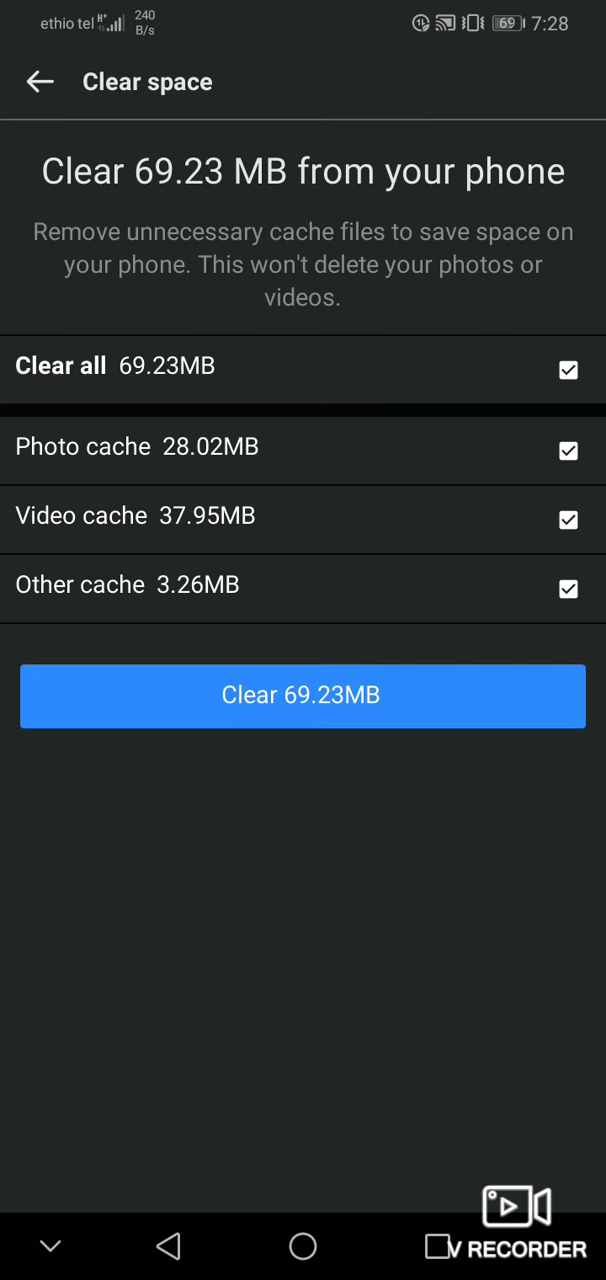 ethio tel H+ 240 B/s 69 7:28
Clear space
Clear 69.23 MB from your phone
Remove unnecessary cache files to save space on
your phone. This won't delete your photos or
videos.
Clear all 69.23MB
Photo cache 28.02MB
Video cache 37.95MB
Other cache 3.26MB
Clear 69.23MB
V RECORDER